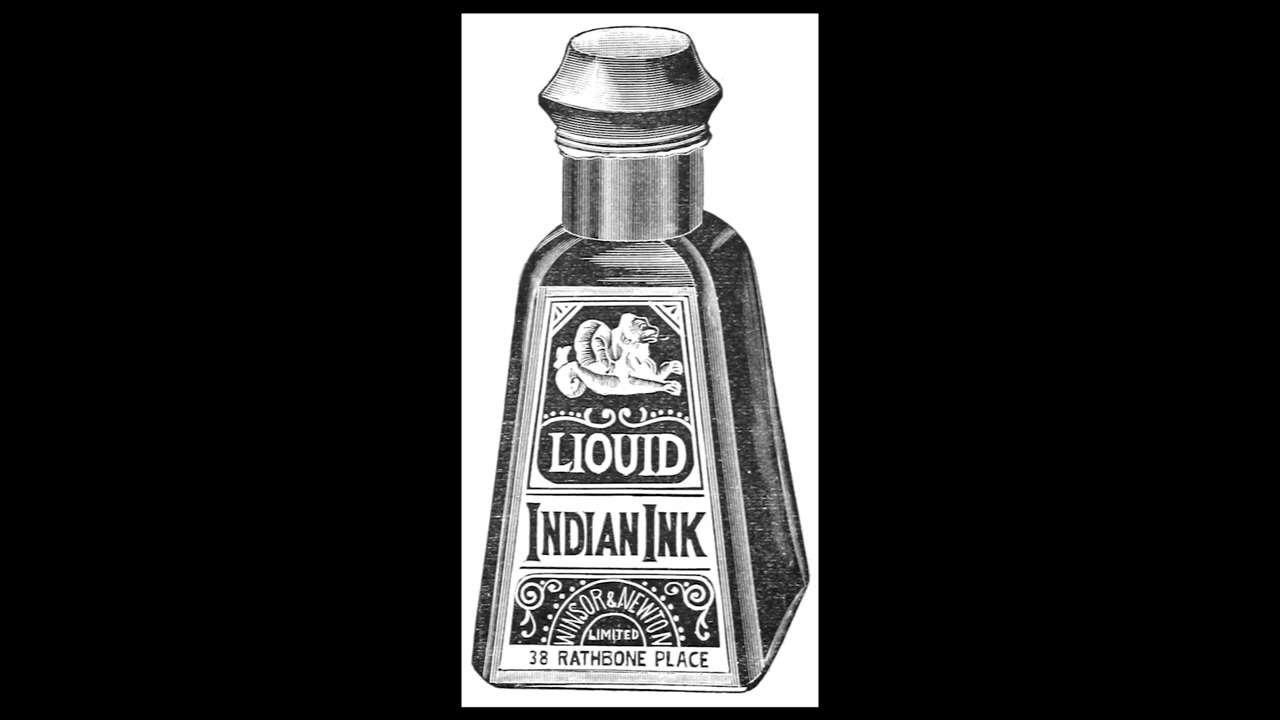 LIQUID
INDIAN INK
WINSOR & NEWTON
LIMITED
38 RATHBONE PLACE